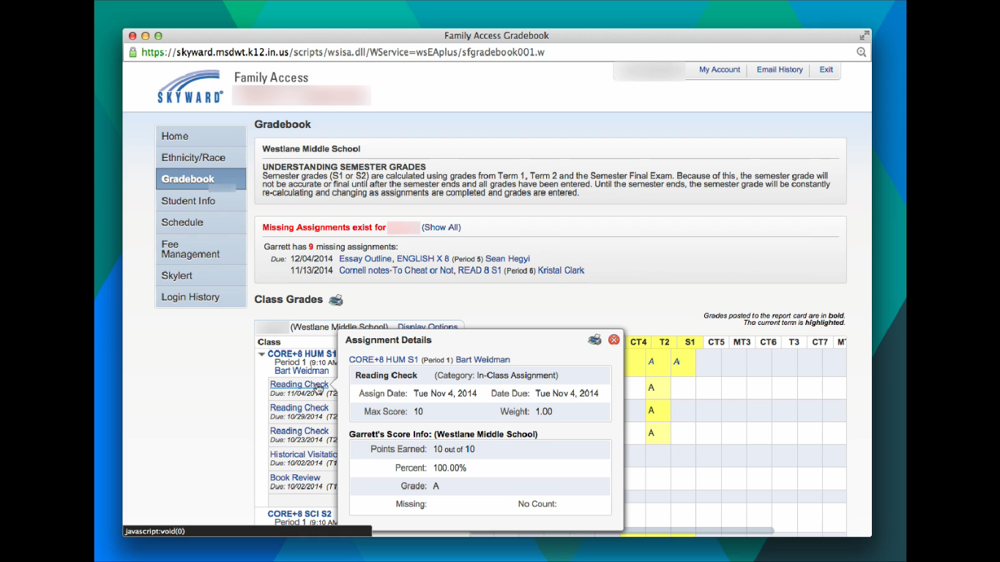 Family Access Gradebook
https://skyward.msdwt.k12.in.us/scripts/wsisa.dll/WService=wsEAplus/sfgradebook001.w
SKYWARD
Family Access
My Account
Email History
Exit
Home
Ethnicity/Race
Gradebook
Student Info
Schedule
Fee
Management
Skylert
Login History
Gradebook
Westlane Middle School
UNDERSTANDING SEMESTER GRADES
Semester grades (S1 or S2) are calculated using grades from Term 1, Term 2 and the Semester Final Exam. Because of this, the semester grade will
not be accurate or final until after the semester ends and all grades have been entered. Until the semester ends, the semester grade will be constantly
re-calculating and changing as assignments are completed and grades are entered.
Missing Assignments exist for (Show All)
Garrett has 9 missing assignments:
Due: 12/04/2014 Essay Outline, ENGLISH X 8 (Period 5) Sean Hegyi
11/13/2014 Cornell notes-To Cheat or Not, READ 8 S1 (Period 6) Kristal Clark
Class Grades
Grades posted to the report card are in bold.
The current term is highlighted.
(Westlane Middle School) Display Options
Class
CT4 T2 S1 CT5 MT3 CT6 T3 CT7 MT
CORE+8 HUM S1
Period 1 (9:10 AM
Bart Weidman
A A
Reading Check
Due: 11/04/201 (T2
A
Reading Check
Due: 10/29/2014 (T2
A
Reading Check
Due: 10/23/2014 (T2
A
Historical Visitatio
Due: 10/02/2014 (T1
Book Review
Due: 10/02/2014 (T1
CORE+8 SCI S2
Period 1 (9:10 AM
Assignment Details
CORE+8 HUM S1 (Period 1) Bart Weidman
Reading Check (Category: In-Class Assignment)
Assign Date: Tue Nov 4, 2014 Date Due: Tue Nov 4, 2014
Max Score: 10 Weight: 1.00
Garrett's Score Info: (Westlane Middle School)
Points Earned: 10 out of 10
Percent: 100.00%
Grade: A
Missing: No Count:
javascript:void(0)